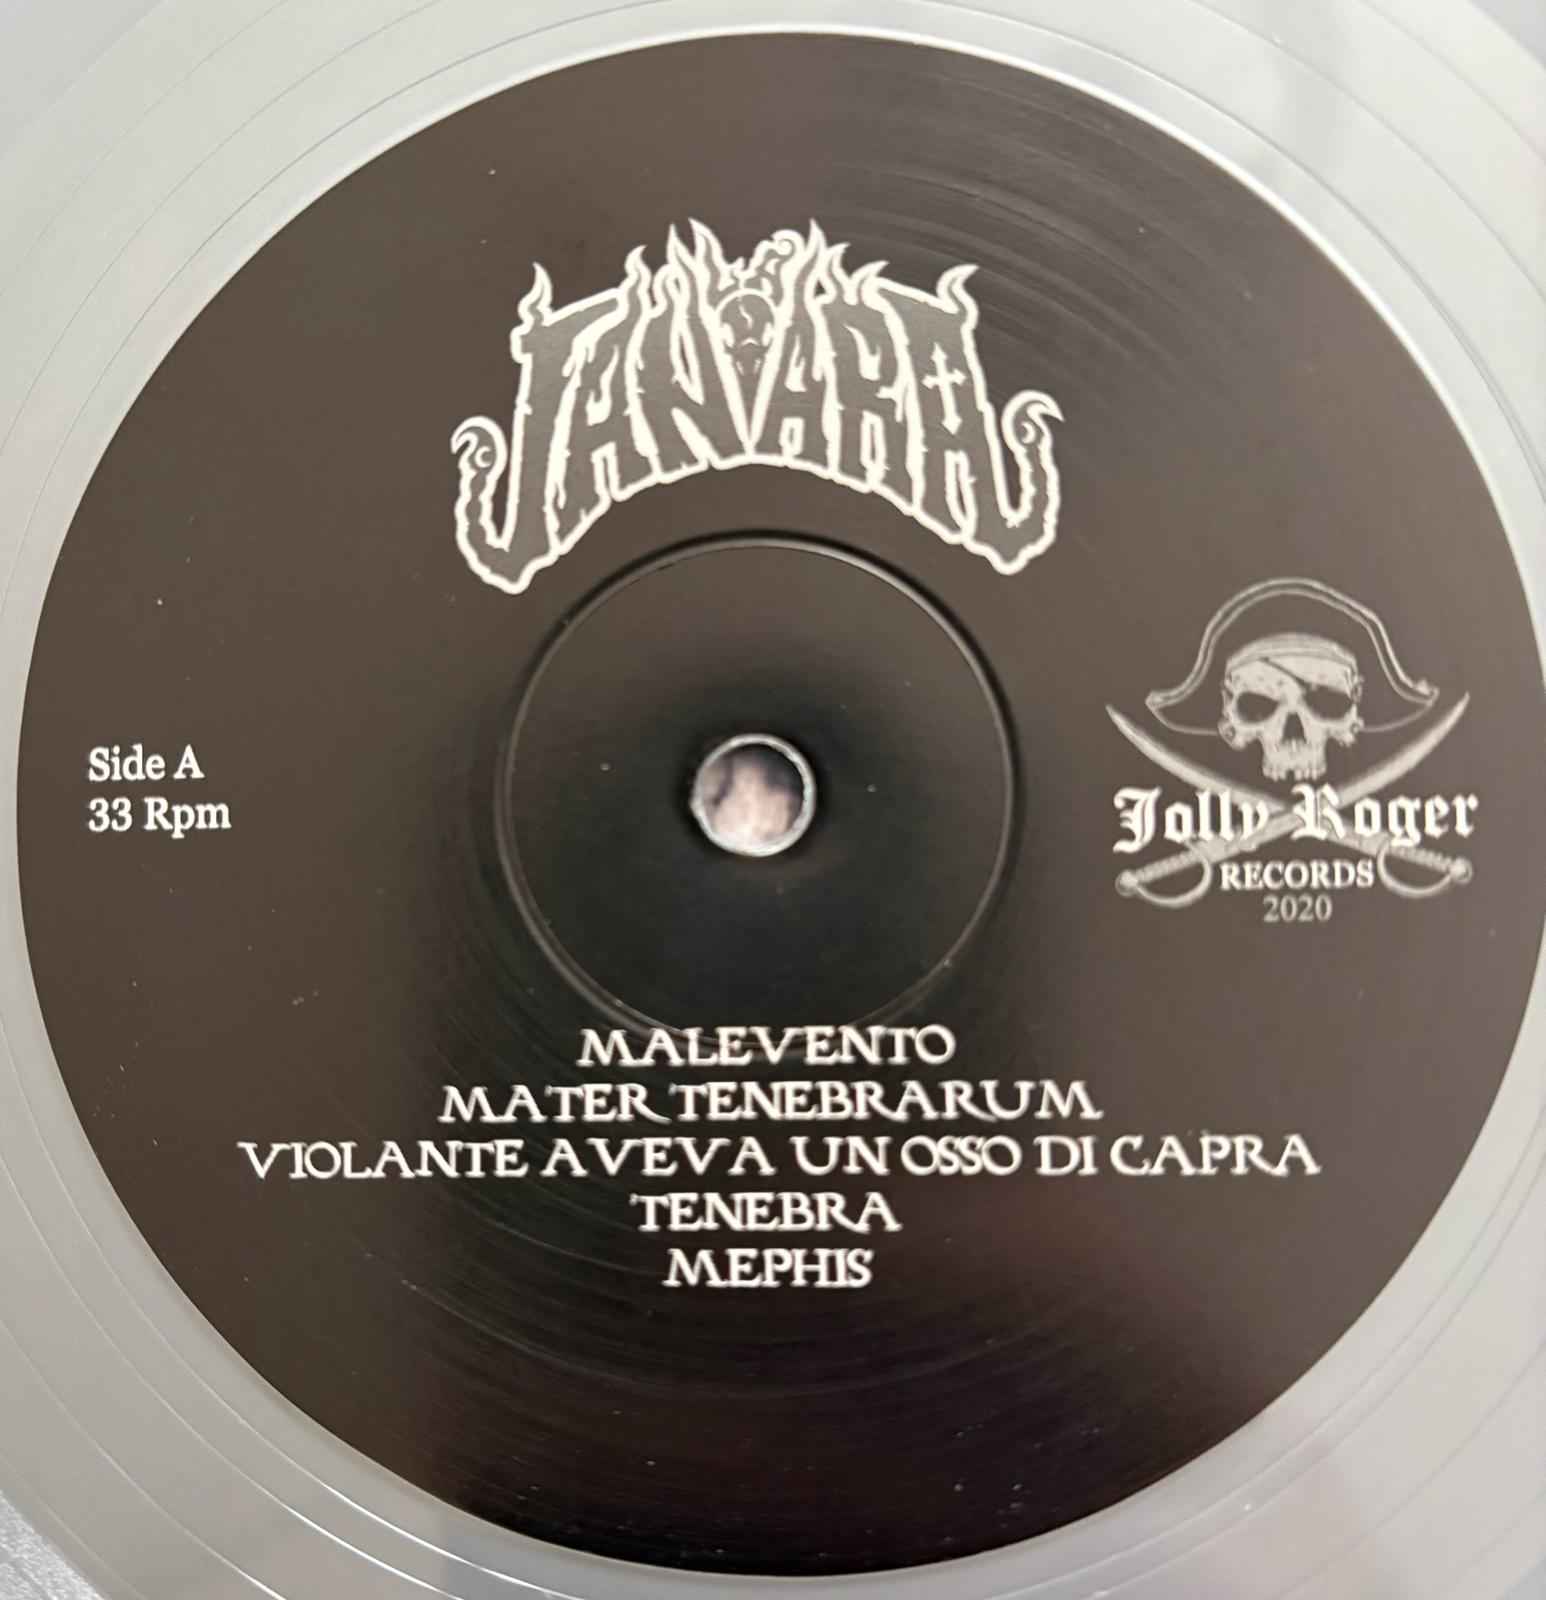 LA
JANARA
Side A
33 Rpm
Jolly Roger
RECORDS
2020
MALEVENTO
MATER TENEBRARUM
VIOLANTE AVEVA UN OSSO DI CAPRA
TENEBRA
MEPHIS